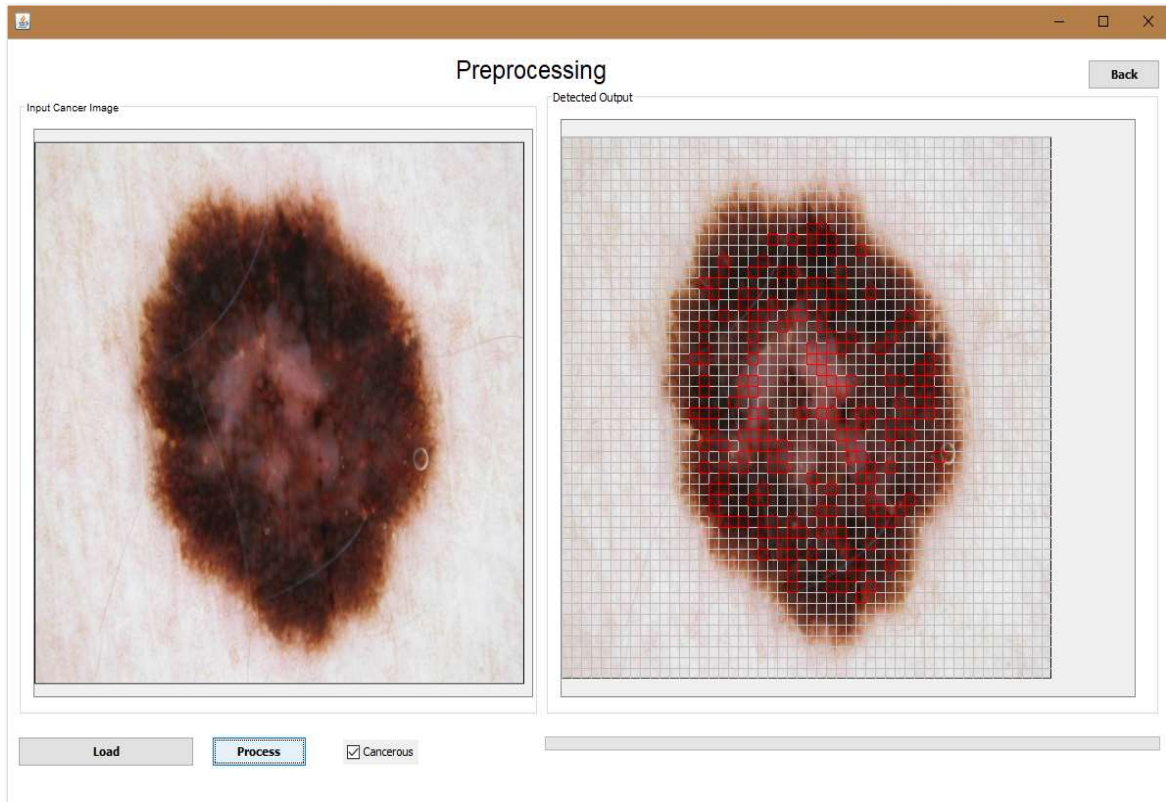 Preprocessing
Back
Input Cancer Image
Detected Output
Load
Process
Cancerous